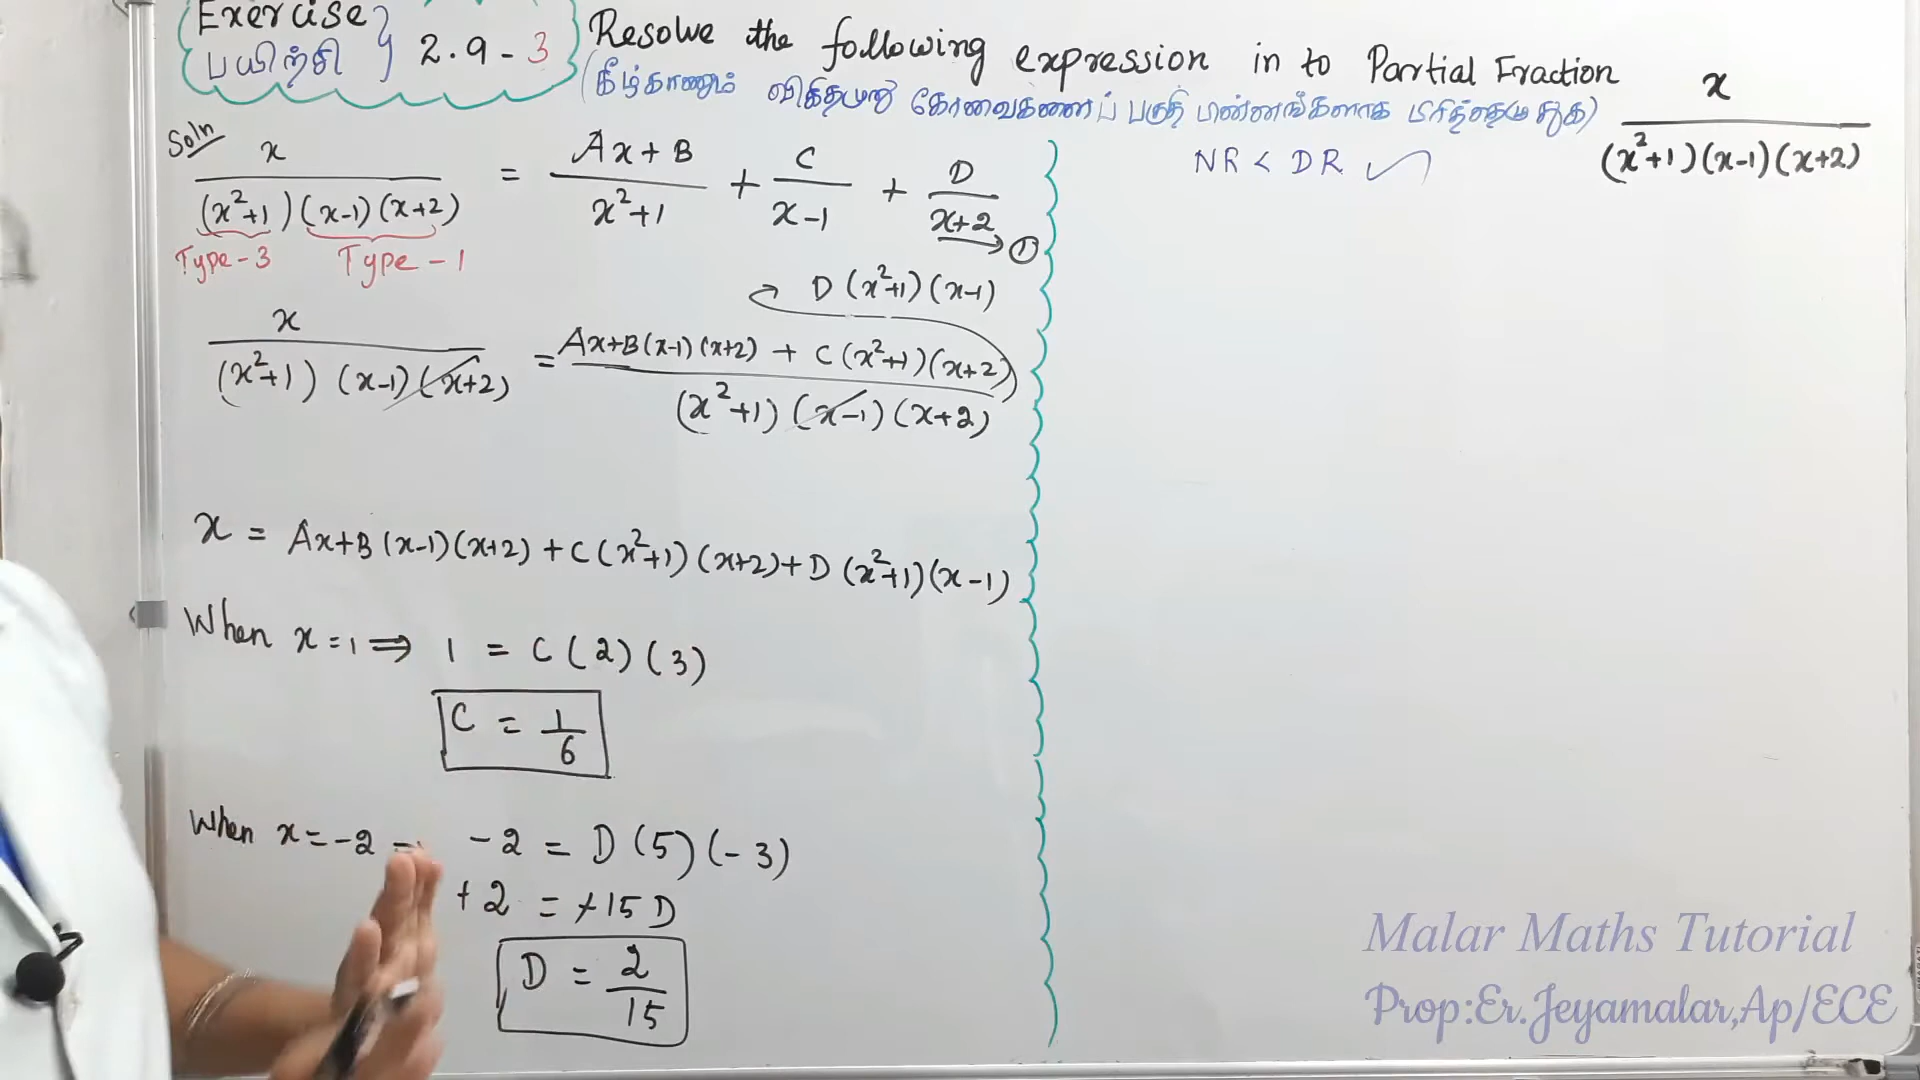 Exercise
பயிற்சி } 2.9-3
Resolve the following expression in to Partial Fraction
x / (x²+1)(x-1)(x+2)
NR < DR ✓
Soln
x / (x²+1)(x-1)(x+2) = Ax+B / x²+1 + C / x-1 + D / x+2 → ①
Type-3 Type-1
D(x²+1)(x-1)
x / (x²+1)(x-1)(x+2) = Ax+B(x-1)(x+2) + C(x²+1)(x+2) / (x²+1)(x-1)(x+2)
x = Ax+B(x-1)(x+2)+C(x²+1)(x+2)+D(x²+1)(x-1)
When x=1 ⇒ 1 = C(2)(3)
C = 1/6
When x=-2 -2 = D(5)(-3)
+2 = +15D
D = 2/15
Malar Maths Tutorial
Prop:Er.Jeyamalar,Ap/ECE